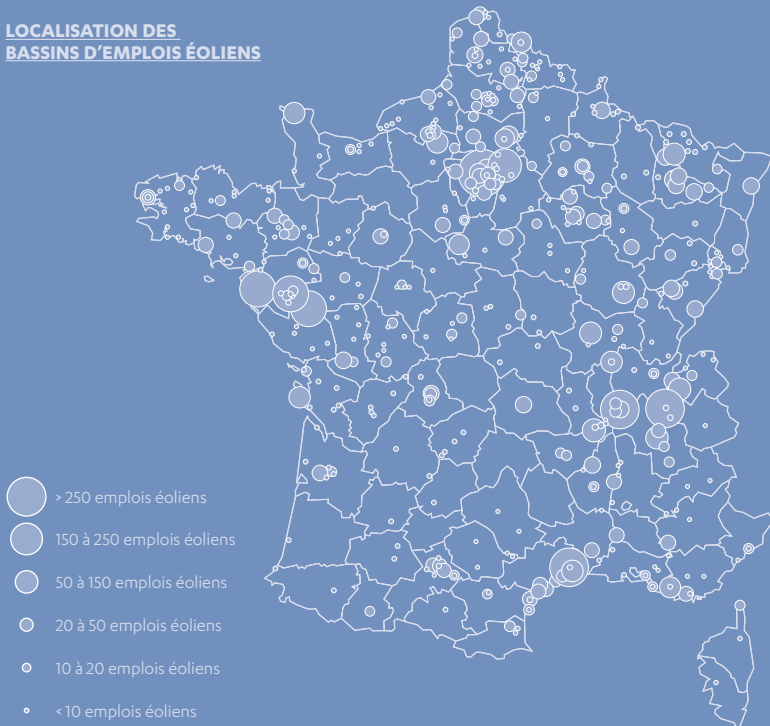 LOCALISATION DES
BASSINS D’EMPLOIS ÉOLIENS
> 250 emplois éoliens
150 à 250 emplois éoliens
50 à 150 emplois éoliens
20 à 50 emplois éoliens
10 à 20 emplois éoliens
< 10 emplois éoliens